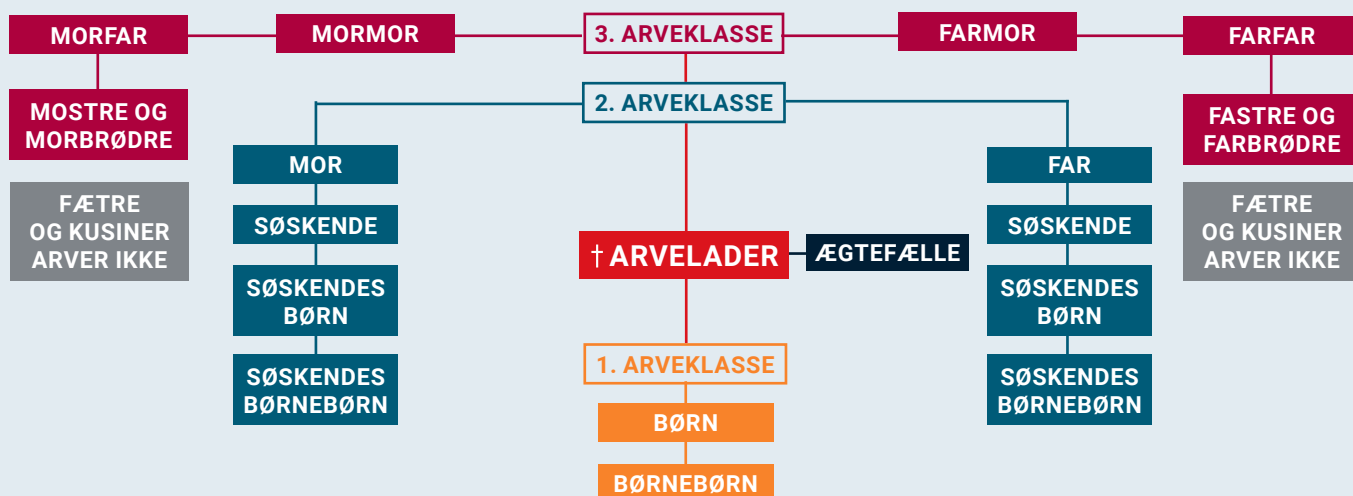 MORFAR
MORMOR
3. ARVEKLASSE
FARMOR
FARFAR
MOSTRE OG
MORBRØDRE
2. ARVEKLASSE
FASTRE OG
FARBRØDRE
MOR
FAR
FÆTRE
OG KUSINER
ARVER IKKE
SØSKENDE
† ARVELADER
ÆGTEFÆLLE
SØSKENDE
FÆTRE
OG KUSINER
ARVER IKKE
SØSKENDES
BØRN
SØSKENDES
BØRN
1. ARVEKLASSE
SØSKENDES
BØRNEBØRN
SØSKENDES
BØRNEBØRN
BØRN
BØRNEBØRN